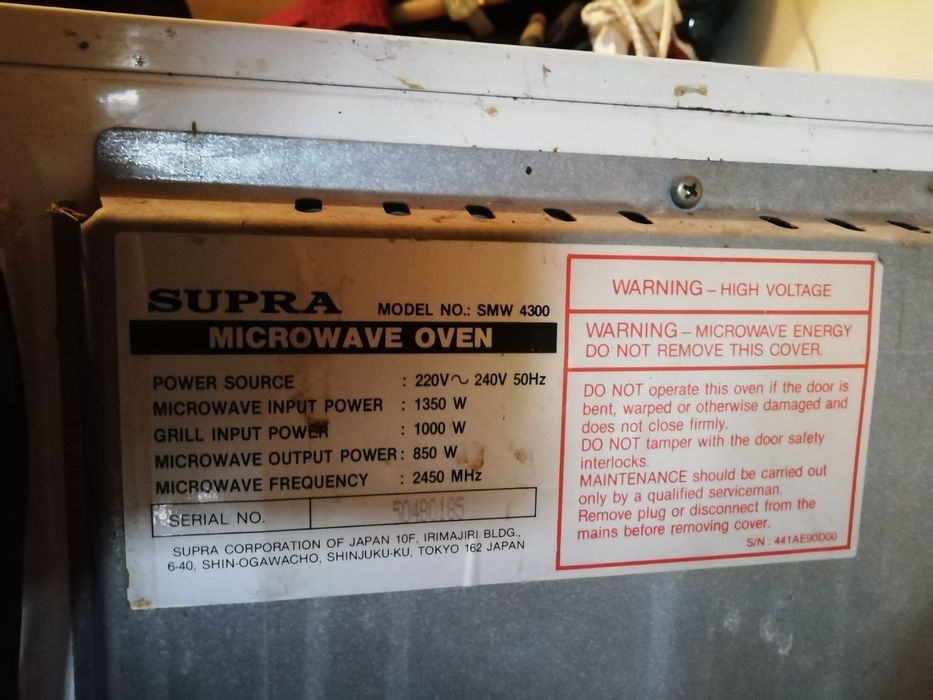 SUPRA MODEL NO.: SMW 4300
MICROWAVE OVEN
POWER SOURCE : 220V～ 240V 50Hz
MICROWAVE INPUT POWER : 1350 W
GRILL INPUT POWER : 1000 W
MICROWAVE OUTPUT POWER : 850 W
MICROWAVE FREQUENCY : 2450 MHz
SERIAL NO.
SUPRA CORPORATION OF JAPAN 10F, IRIMAJIRI BLDG.,
6-40, SHIN-OGAWACHO, SHINJUKU-KU, TOKYO 162 JAPAN
WARNING – HIGH VOLTAGE
WARNING – MICROWAVE ENERGY
DO NOT REMOVE THIS COVER.
DO NOT operate this oven if the door is
bent, warped or otherwise damaged and
does not close firmly.
DO NOT tamper with the door safety
interlocks.
MAINTENANCE should be carried out
only by a qualified serviceman.
Remove plug or disconnect from the
mains before removing cover.
S/N : 441AE90D00